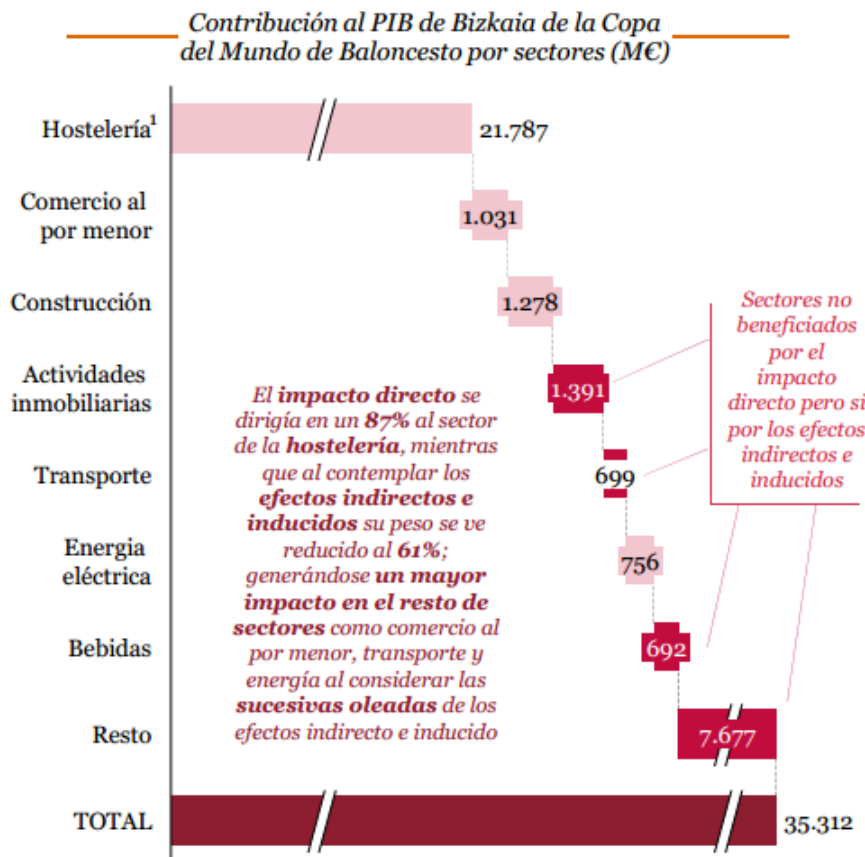 Contribución al PIB de Bizkaia de la Copa
del Mundo de Baloncesto por sectores (M€)
Hostelería¹
21.787
Comercio al
por menor
1.031
Construcción
1.278
Actividades
inmobiliarias
1.391
Transporte
699
Energia
eléctrica
756
Bebidas
692
Resto
7.677
TOTAL
35.312
El impacto directo se
dirigía en un 87% al sector
de la hostelería, mientras
que al contemplar los
efectos indirectos e
inducidos su peso se ve
reducido al 61%;
generándose un mayor
impacto en el resto de
sectores como comercio al
por menor, transporte y
energía al considerar las
sucesivas oleadas de los
efectos indirecto e inducido
Sectores no
beneficiados
por el
impacto
directo pero si
por los efectos
indirectos e
inducidos